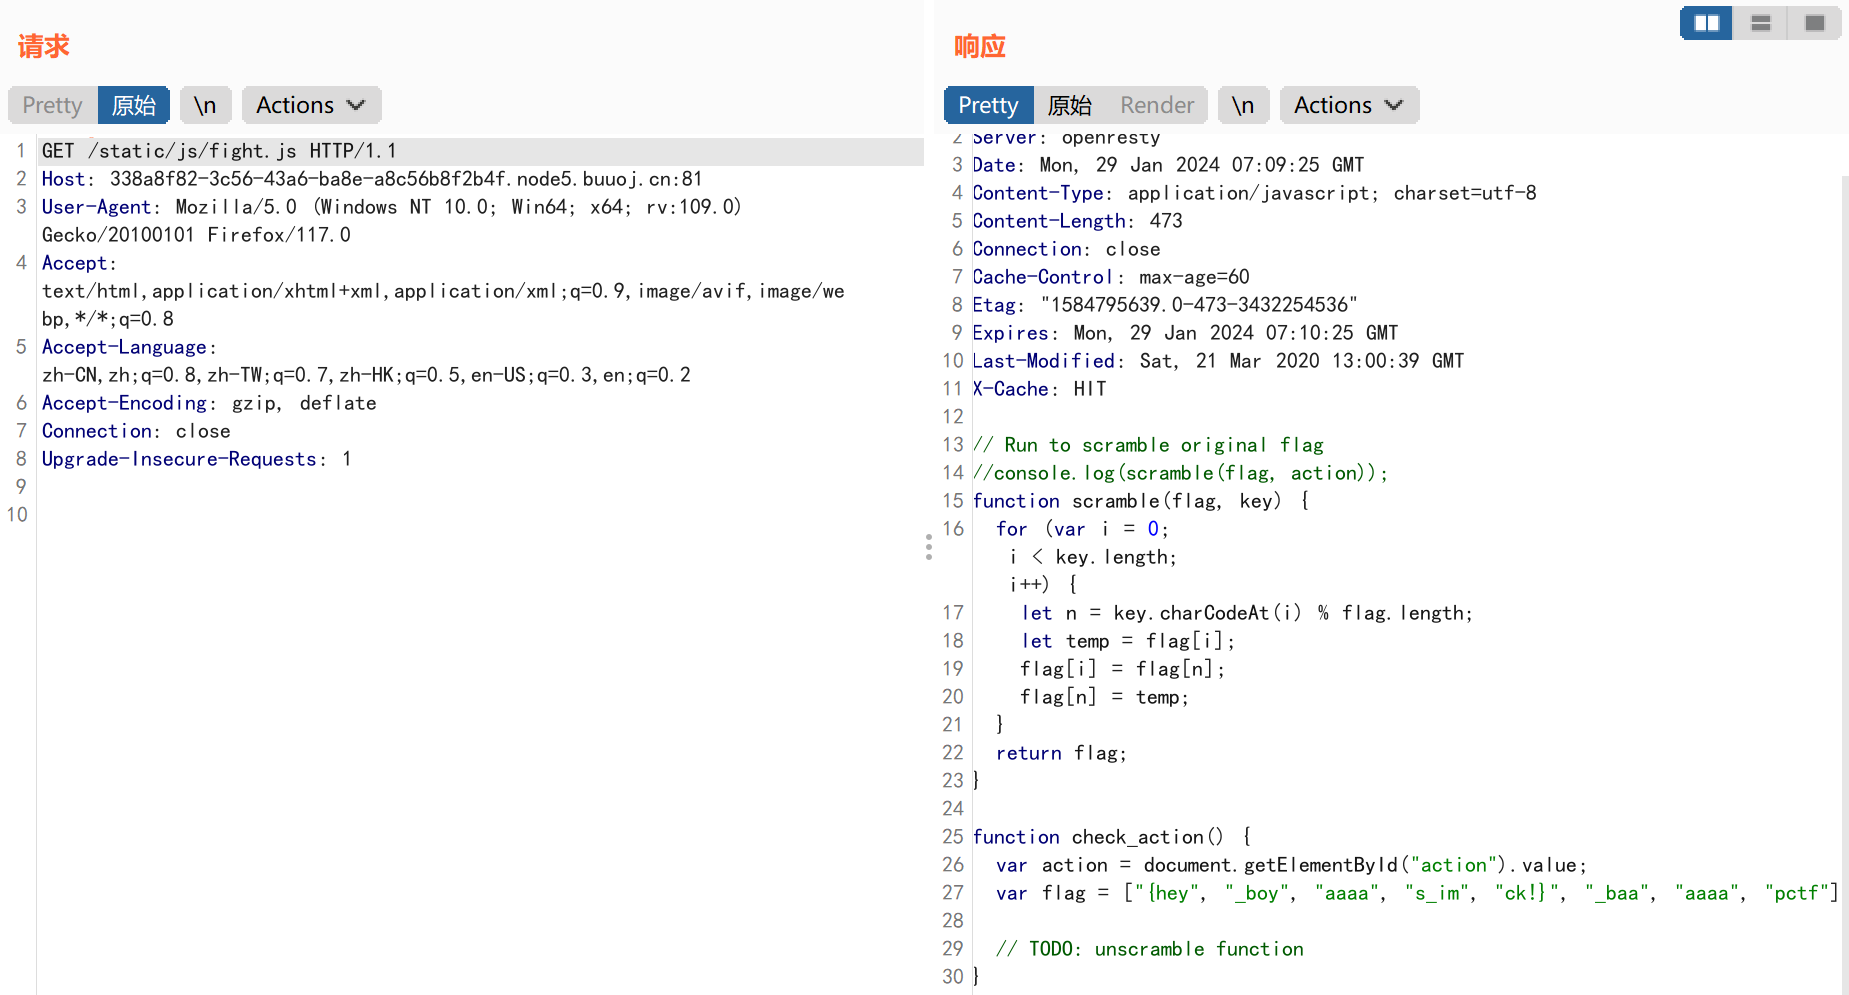 请求
Pretty 原始 \n Actions
1 GET /static/js/fight.js HTTP/1.1
2 Host: 338a8f82-3c56-43a6-ba8e-a8c56b8f2b4f.node5.buuoj.cn:81
3 User-Agent: Mozilla/5.0 (Windows NT 10.0; Win64; x64; rv:109.0)
Gecko/20100101 Firefox/117.0
4 Accept:
text/html,application/xhtml+xml,application/xml;q=0.9,image/avif,image/we
bp,*/*;q=0.8
5 Accept-Language:
zh-CN,zh;q=0.8,zh-TW;q=0.7,zh-HK;q=0.5,en-US;q=0.3,en;q=0.2
6 Accept-Encoding: gzip, deflate
7 Connection: close
8 Upgrade-Insecure-Requests: 1
9
10
响应
Pretty 原始 Render \n Actions
2 Server: openresty
3 Date: Mon, 29 Jan 2024 07:09:25 GMT
4 Content-Type: application/javascript; charset=utf-8
5 Content-Length: 473
6 Connection: close
7 Cache-Control: max-age=60
8 Etag: "1584795639.0-473-3432254536"
9 Expires: Mon, 29 Jan 2024 07:10:25 GMT
10 Last-Modified: Sat, 21 Mar 2020 13:00:39 GMT
11 X-Cache: HIT
12
13 // Run to scramble original flag
14 //console.log(scramble(flag, action));
15 function scramble(flag, key) {
16 for (var i = 0;
i < key.length;
i++) {
17 let n = key.charCodeAt(i) % flag.length;
18 let temp = flag[i];
19 flag[i] = flag[n];
20 flag[n] = temp;
21 }
22 return flag;
23 }
24
25 function check_action() {
26 var action = document.getElementById("action").value;
27 var flag = ["{hey", "_boy", "aaaa", "s_im", "ck!}", "_baa", "aaaa", "pctf"]
28
29 // TODO: unscramble function
30 }